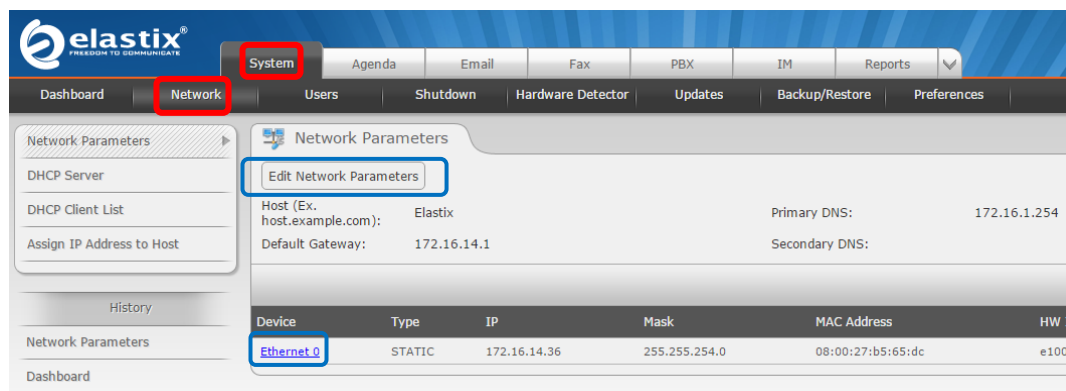 elastix®
FREEDOM TO COMMUNICATE
System Agenda Email Fax PBX IM Reports
Dashboard Network Users Shutdown Hardware Detector Updates Backup/Restore Preferences
Network Parameters
DHCP Server
DHCP Client List
Assign IP Address to Host
History
Network Parameters
Dashboard
Network Parameters
Edit Network Parameters
Host (Ex.
host.example.com): Elastix Primary DNS: 172.16.1.254
Default Gateway: 172.16.14.1 Secondary DNS:
Device Type IP Mask MAC Address HW
Ethernet 0 STATIC 172.16.14.36 255.255.254.0 08:00:27:b5:65:dc e100